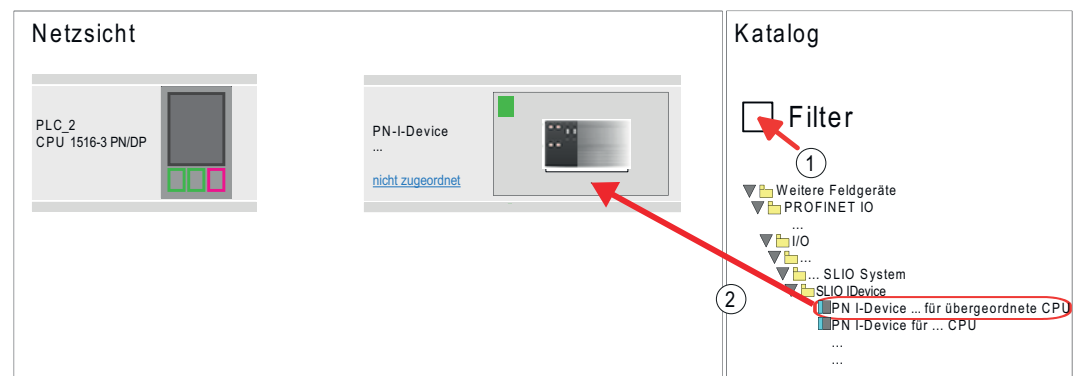 Netzsicht
PLC_2
CPU 1516-3 PN/DP
PN-I-Device
...
nicht zugeordnet
Katalog
Filter
1
Weitere Feldgeräte
PROFINET IO
...
I/O
...
... SLIO System
SLIO IDevice
2
PN I-Device ... für übergeordnete CPU
PN I-Device für ... CPU
...
...